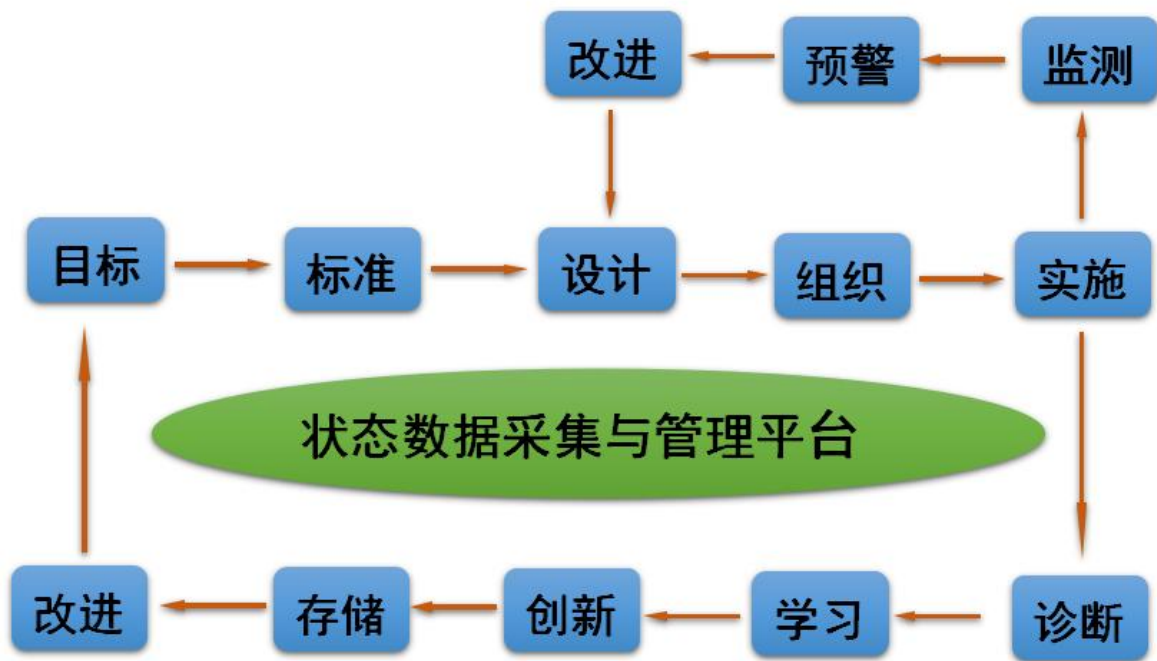 改进
预警
监测
目标
标准
设计
组织
实施
状态数据采集与管理平台
改进
存储
创新
学习
诊断